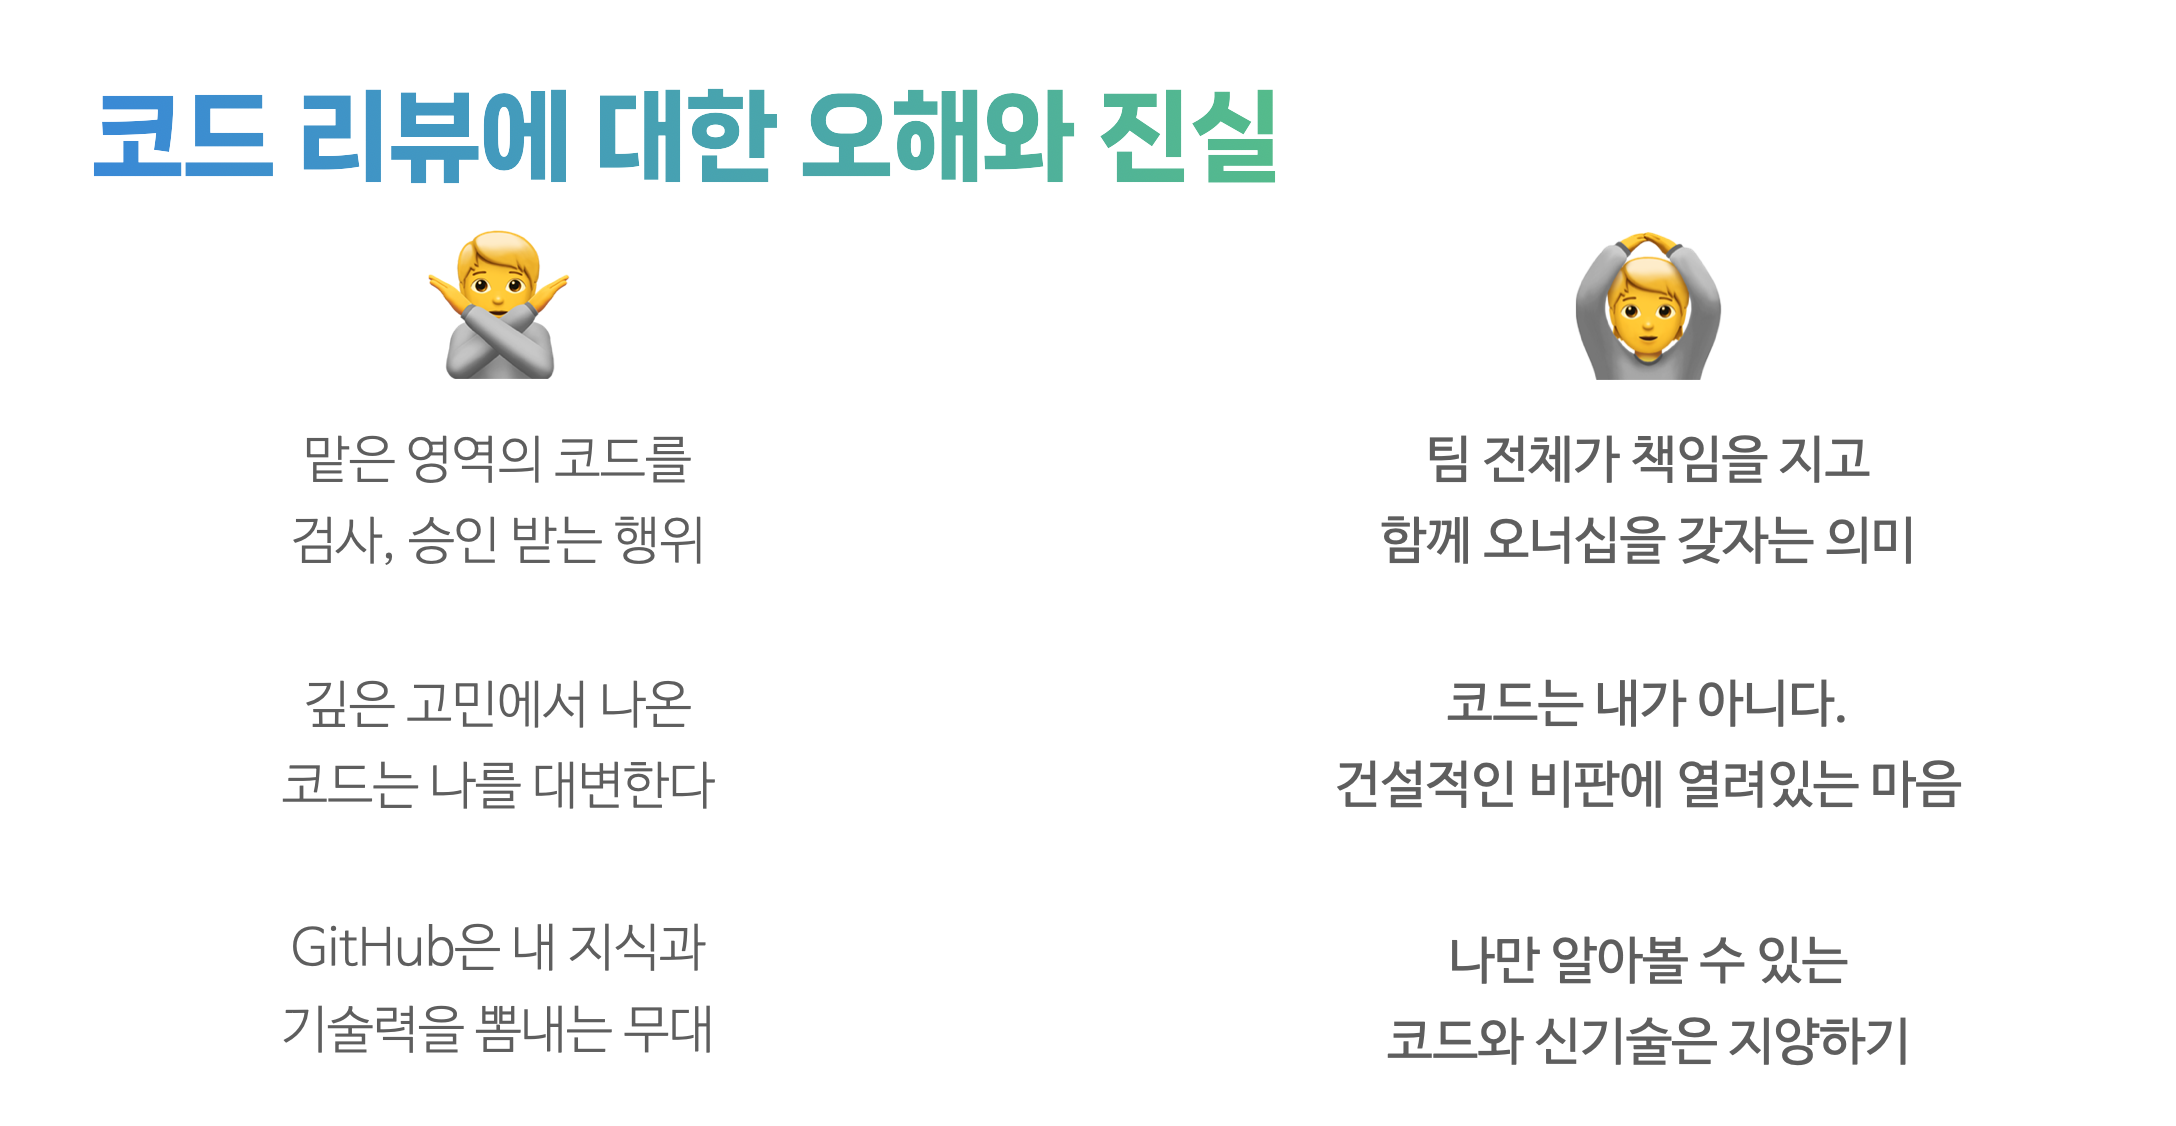 코드 리뷰에 대한 오해와 진실
맡은 영역의 코드를
검사, 승인 받는 행위
깊은 고민에서 나온
코드는 나를 대변한다
GitHub은 내 지식과
기술력을 뽐내는 무대
팀 전체가 책임을 지고
함께 오너십을 갖자는 의미
코드는 내가 아니다.
건설적인 비판에 열려있는 마음
나만 알아볼 수 있는
코드와 신기술은 지양하기